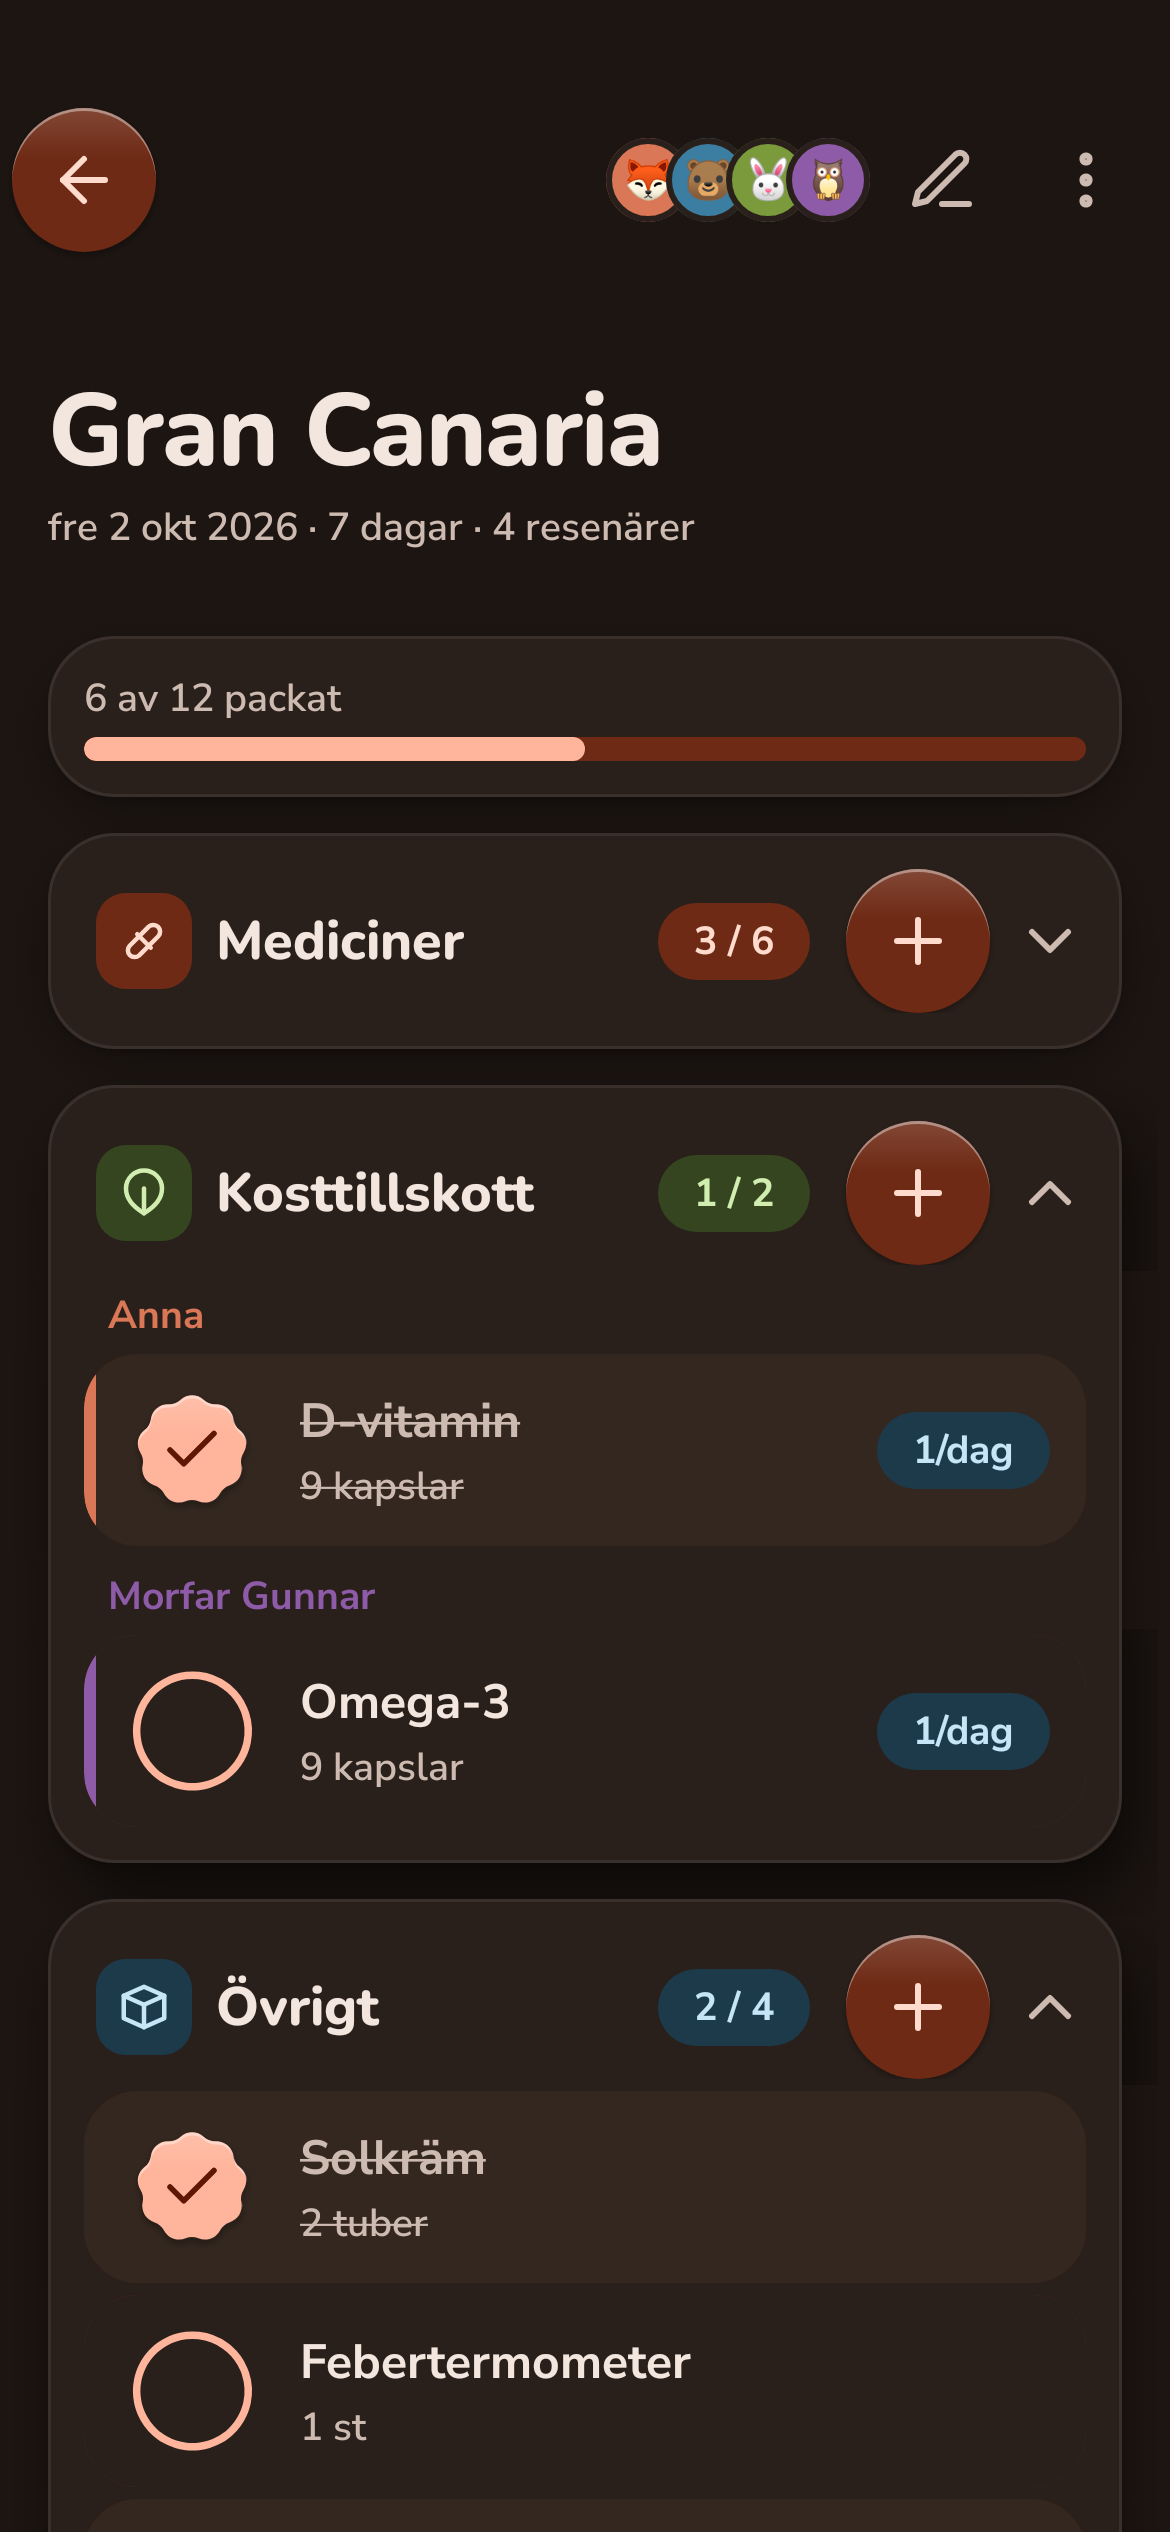 Gran Canaria
fre 2 okt 2026 · 7 dagar · 4 resenärer
6 av 12 packat
Mediciner 3 / 6
Kosttillskott 1 / 2
Anna
D-vitamin
9 kapslar
1/dag
Morfar Gunnar
Omega-3
9 kapslar
1/dag
Övrigt 2 / 4
Solkräm
2 tuber
Febertermometer
1 st